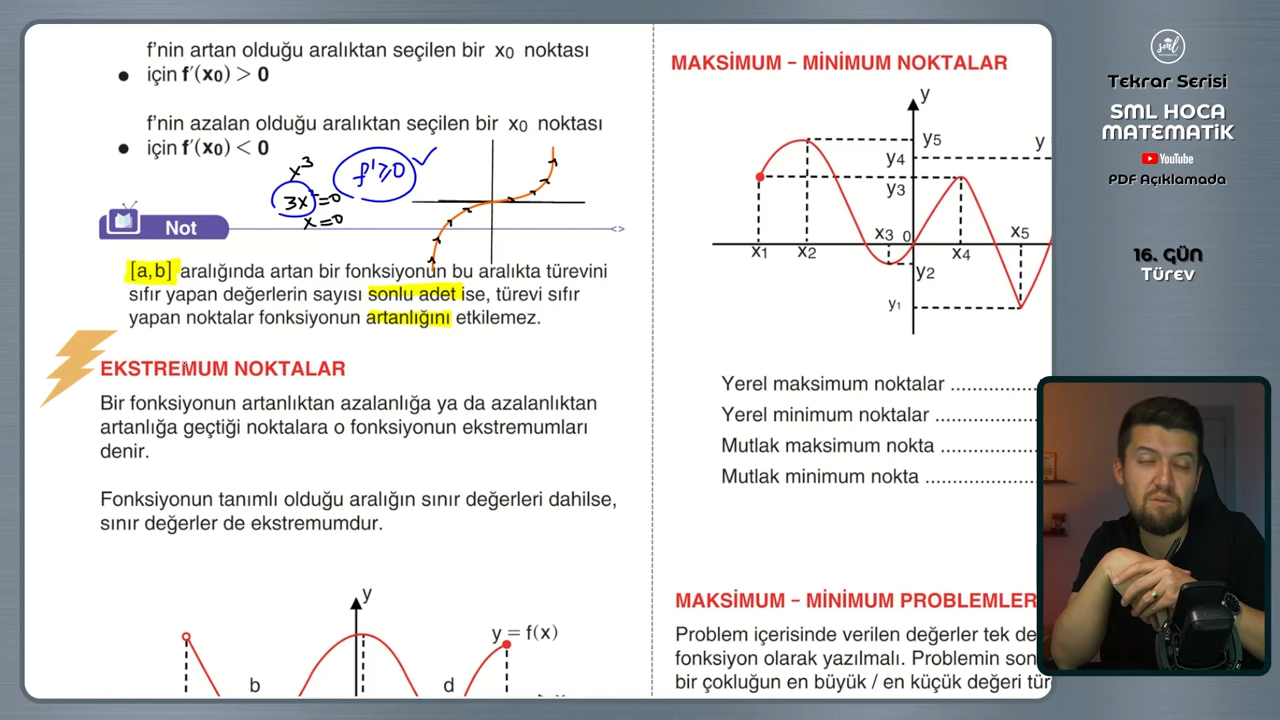 f'nin artan olduğu aralıktan seçilen bir x₀ noktası
• için f′(x₀) > 0
f'nin azalan olduğu aralıktan seçilen bir x₀ noktası
• için f′(x₀) < 0
x³
3x²=0
x=0
f'≥0
Not
[a,b] aralığında artan bir fonksiyonun bu aralıkta türevini
sıfır yapan değerlerin sayısı sonlu adet ise, türevi sıfır
yapan noktalar fonksiyonun artanlığını etkilemez.
EKSTREMUM NOKTALAR
Bir fonksiyonun artanlıktan azalanlığa ya da azalanlıktan
artanlığa geçtiği noktalara o fonksiyonun ekstremumları
denir.
Fonksiyonun tanımlı olduğu aralığın sınır değerleri dahilse,
sınır değerler de ekstremumdur.
y
y = f(x)
b
d
MAKSİMUM – MİNİMUM NOKTALAR
y
y5
y4
y
y3
x3
0
x5
x1
x2
x4
y2
y1
Yerel maksimum noktalar ................
Yerel minimum noktalar ..................
Mutlak maksimum nokta .................
Mutlak minimum nokta ....................
MAKSİMUM – MİNİMUM PROBLEMLER
Problem içerisinde verilen değerler tek de
fonksiyon olarak yazılmalı. Problemin son
bir çokluğun en büyük / en küçük değeri tür
sml
Tekrar Serisi
SML HOCA
MATEMATİK
YouTube
PDF Açıklamada
16. GÜN
Türev